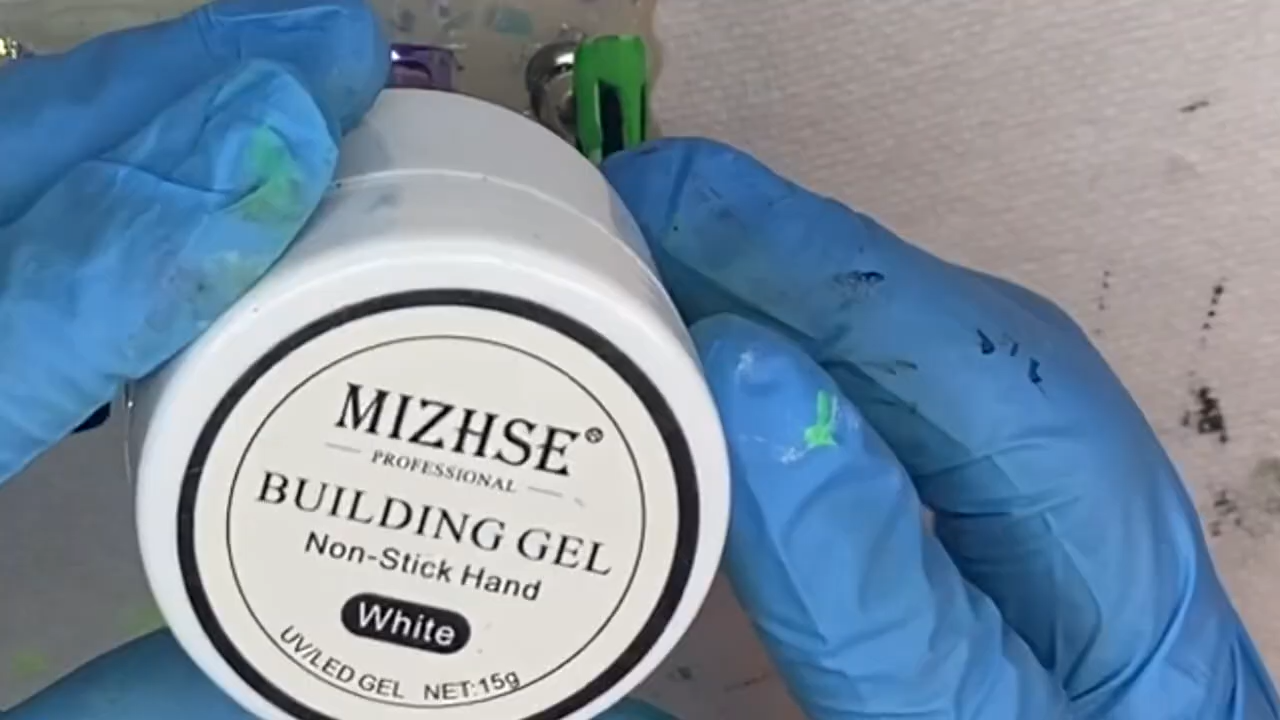 MIZHSE®
PROFESSIONAL
BUILDING GEL
Non-Stick Hand
White
UV/LED GEL NET:15g